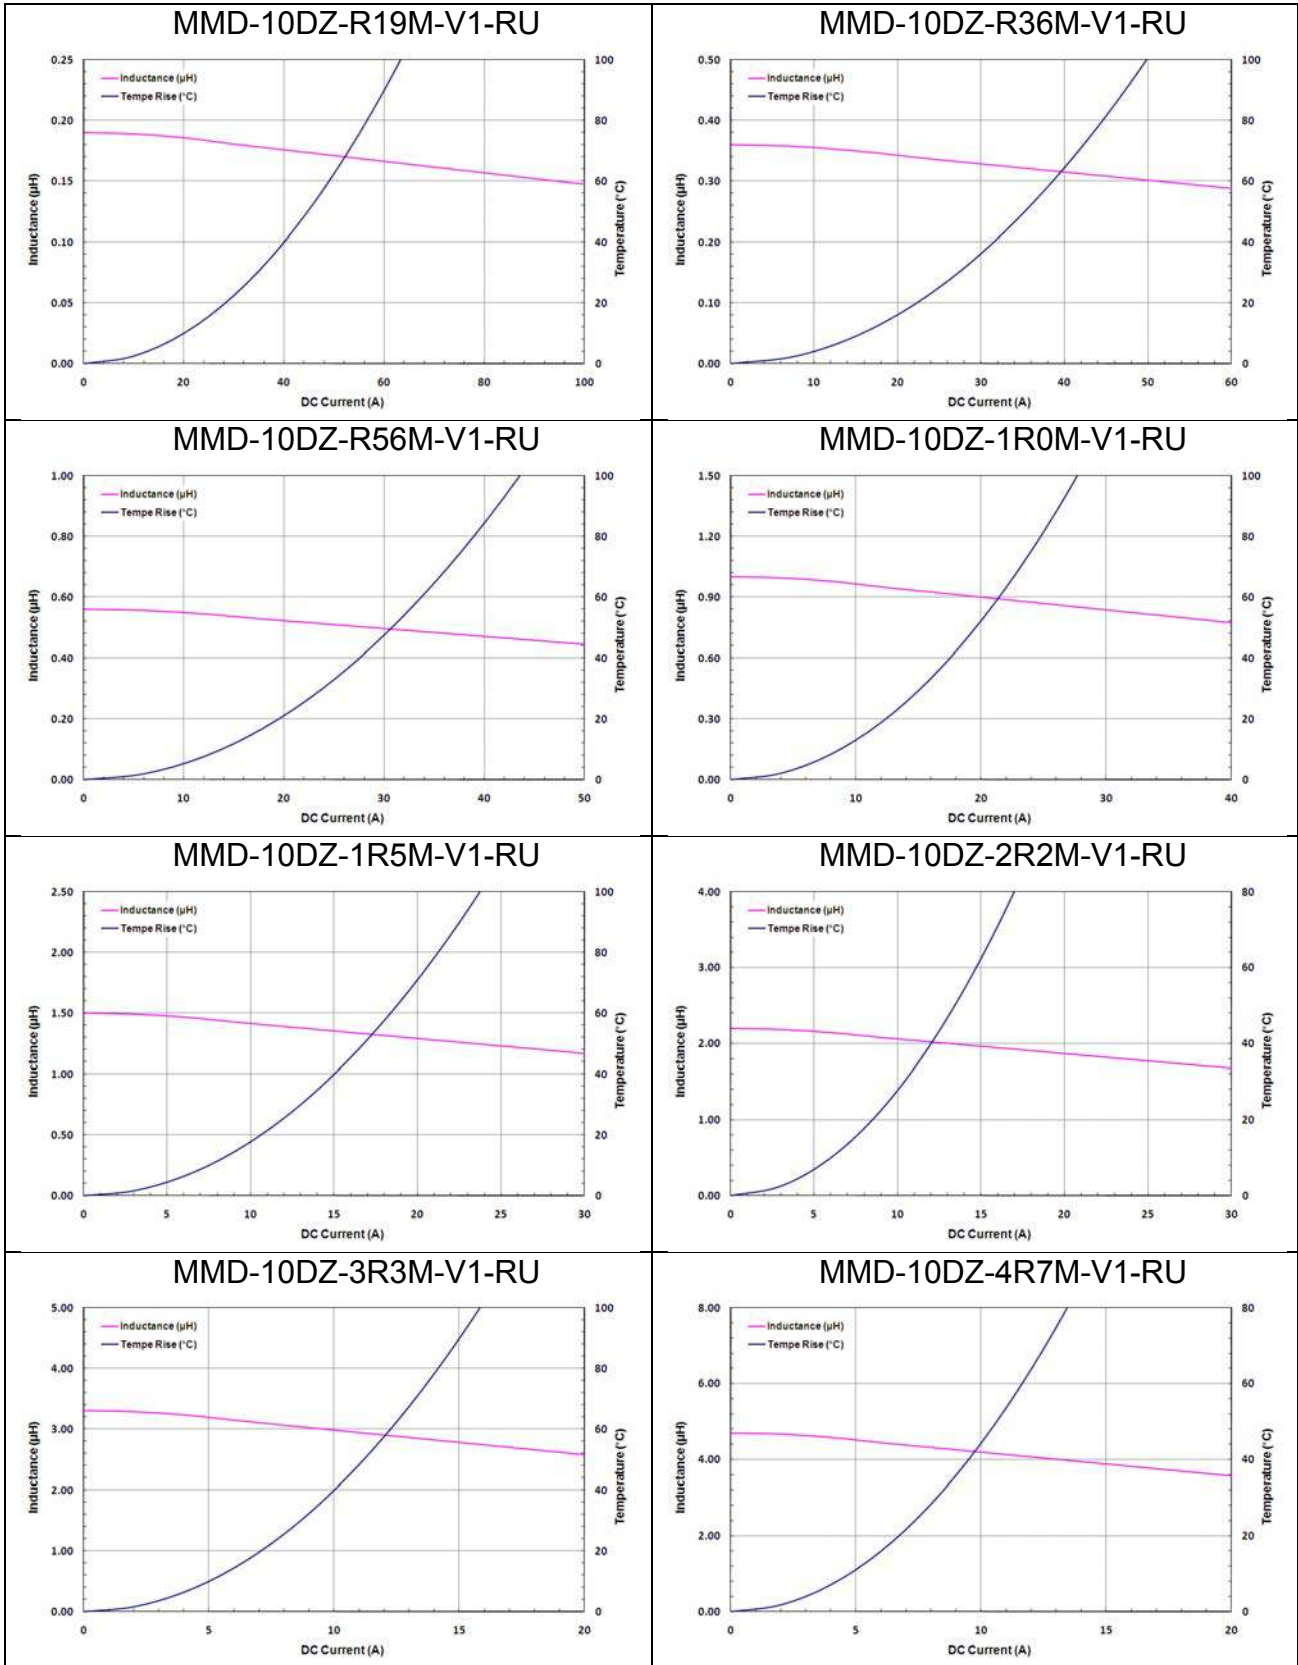 MMD-10DZ-R19M-V1-RU
Inductance (µH)
Tempe Rise (°C)
0.25
0.20
0.15
0.10
0.05
0.00
Inductance (µH)
100
80
60
40
20
0
Temperature (°C)
0 20 40 60 80 100
DC Current (A)
MMD-10DZ-R36M-V1-RU
Inductance (µH)
Tempe Rise (°C)
0.50
0.40
0.30
0.20
0.10
0.00
Inductance (µH)
100
80
60
40
20
0
Temperature (°C)
0 10 20 30 40 50 60
DC Current (A)
MMD-10DZ-R56M-V1-RU
Inductance (µH)
Tempe Rise (°C)
1.00
0.80
0.60
0.40
0.20
0.00
Inductance (µH)
100
80
60
40
20
0
Temperature (°C)
0 10 20 30 40 50
DC Current (A)
MMD-10DZ-1R0M-V1-RU
Inductance (µH)
Tempe Rise (°C)
1.50
1.20
0.90
0.60
0.30
0.00
Inductance (µH)
100
80
60
40
20
0
Temperature (°C)
0 10 20 30 40
DC Current (A)
MMD-10DZ-1R5M-V1-RU
Inductance (µH)
Tempe Rise (°C)
2.50
2.00
1.50
1.00
0.50
0.00
Inductance (µH)
100
80
60
40
20
0
Temperature (°C)
0 5 10 15 20 25 30
DC Current (A)
MMD-10DZ-2R2M-V1-RU
Inductance (µH)
Tempe Rise (°C)
4.00
3.00
2.00
1.00
0.00
Inductance (µH)
80
60
40
20
0
Temperature (°C)
0 5 10 15 20 25 30
DC Current (A)
MMD-10DZ-3R3M-V1-RU
Inductance (µH)
Tempe Rise (°C)
5.00
4.00
3.00
2.00
1.00
0.00
Inductance (µH)
100
80
60
40
20
0
Temperature (°C)
0 5 10 15 20
DC Current (A)
MMD-10DZ-4R7M-V1-RU
Inductance (µH)
Tempe Rise (°C)
8.00
6.00
4.00
2.00
0.00
Inductance (µH)
80
60
40
20
0
Temperature (°C)
0 5 10 15 20
DC Current (A)